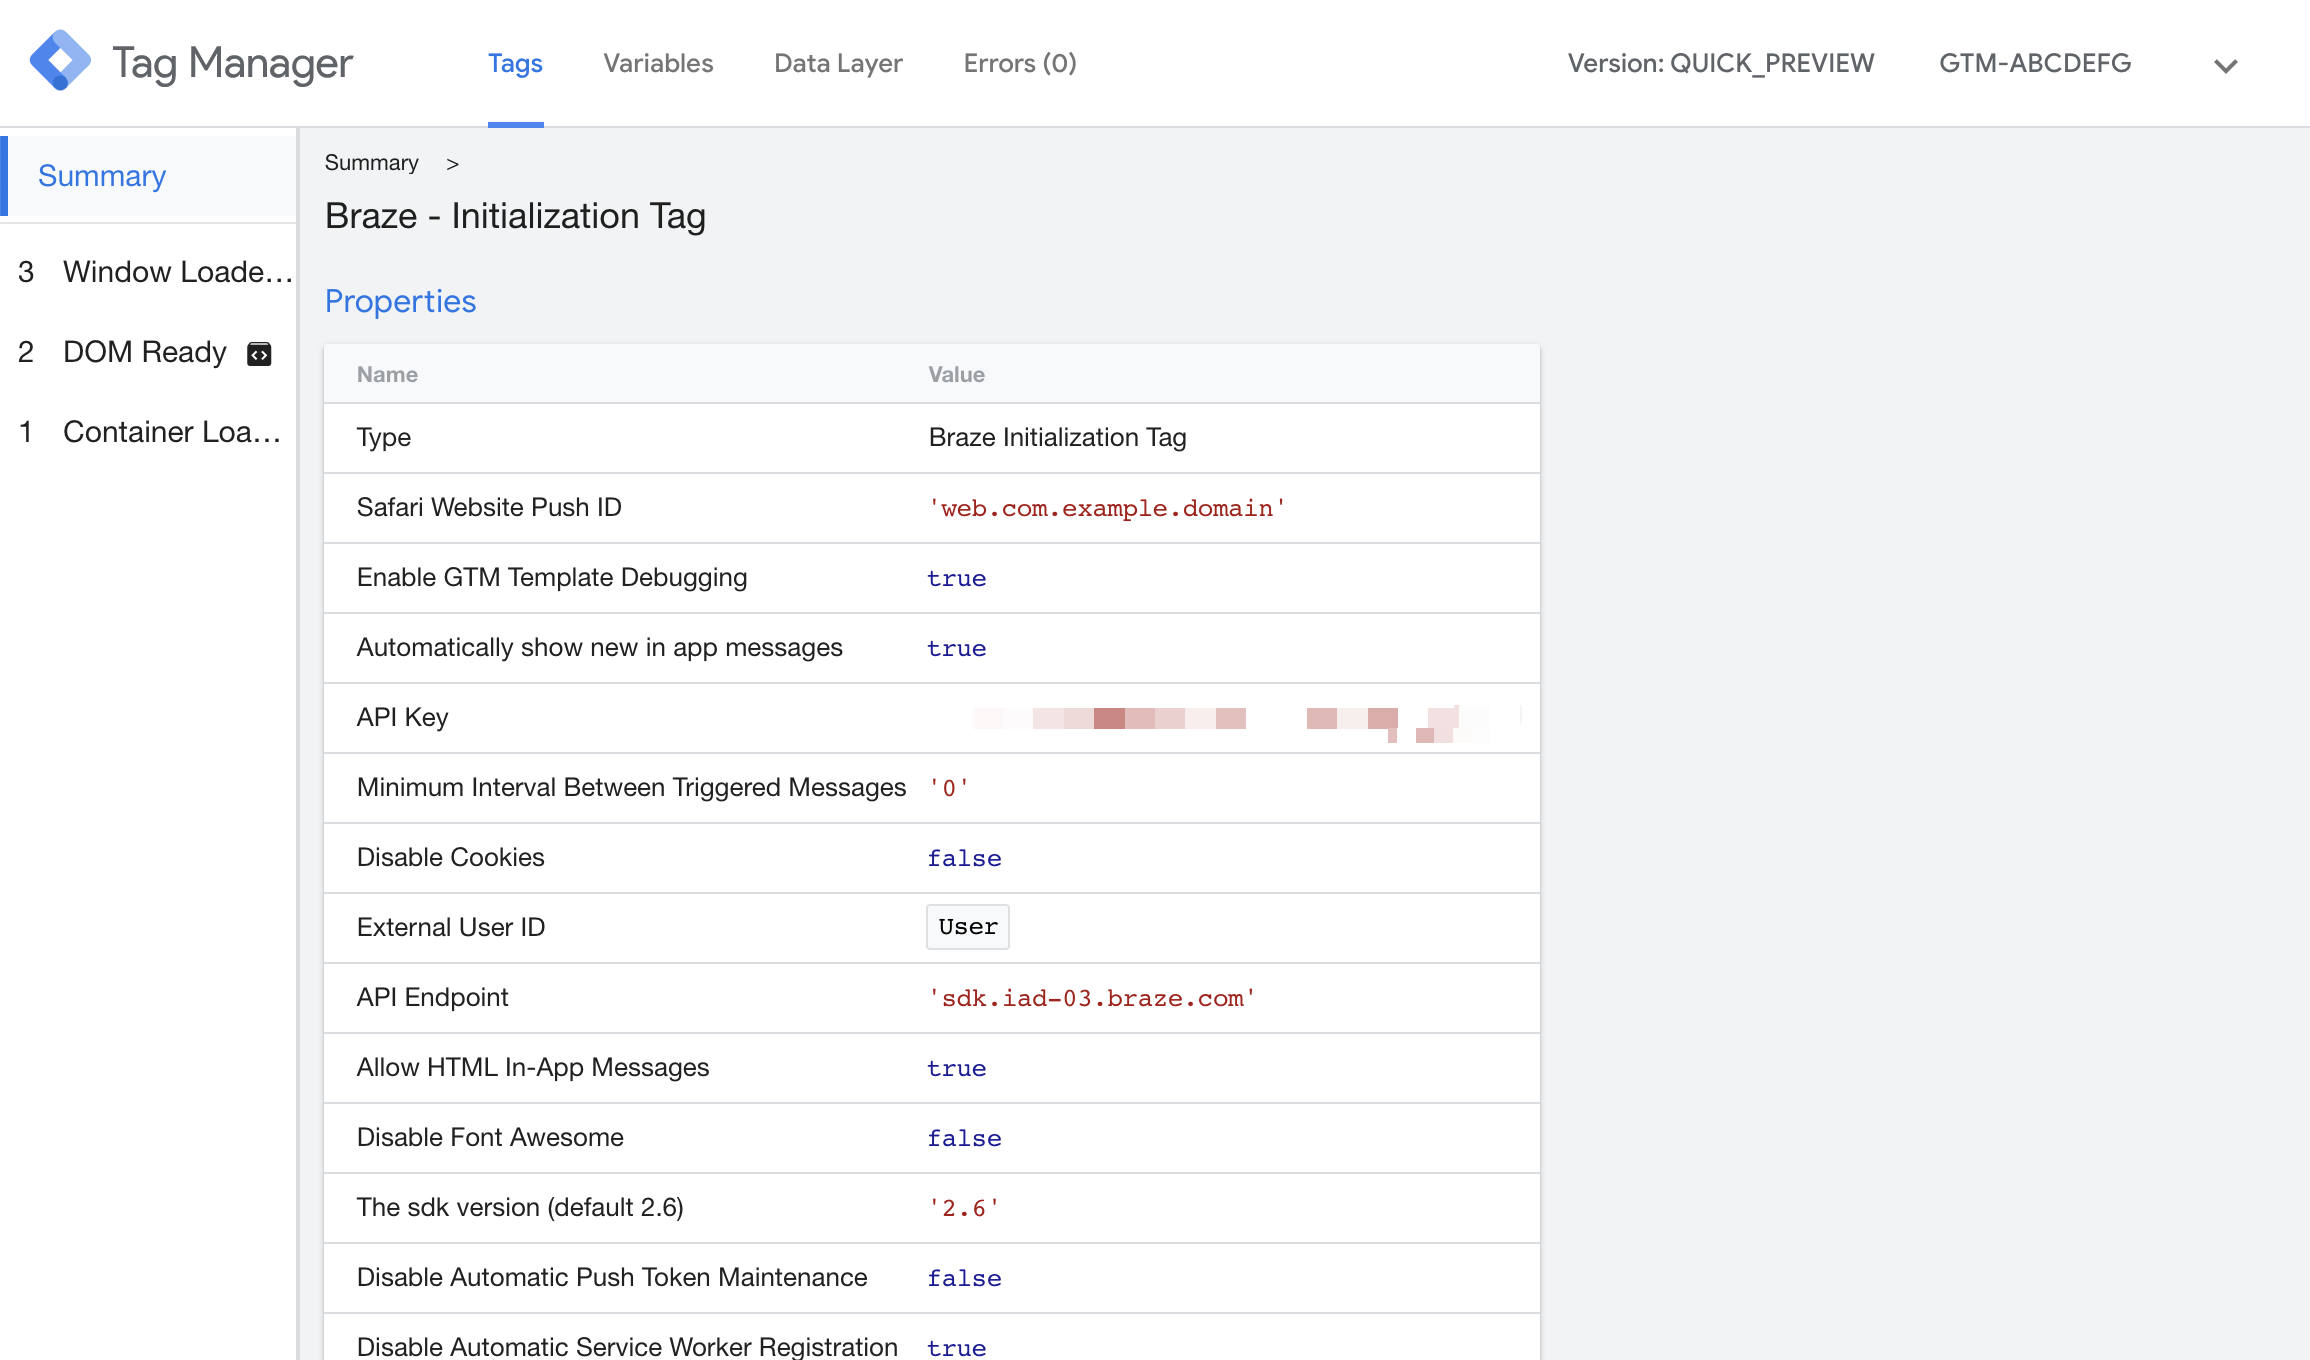 Tag Manager
Tags
Variables
Data Layer
Errors (0)
Version: QUICK_PREVIEW
GTM-ABCDEFG
Summary
3 Window Loade...
2 DOM Ready
1 Container Loa...
Summary >
Braze - Initialization Tag
Properties
Name Value
Type Braze Initialization Tag
Safari Website Push ID 'web.com.example.domain'
Enable GTM Template Debugging true
Automatically show new in app messages true
API Key
Minimum Interval Between Triggered Messages '0'
Disable Cookies false
External User ID User
API Endpoint 'sdk.iad-03.braze.com'
Allow HTML In-App Messages true
Disable Font Awesome false
The sdk version (default 2.6) '2.6'
Disable Automatic Push Token Maintenance false
Disable Automatic Service Worker Registration true